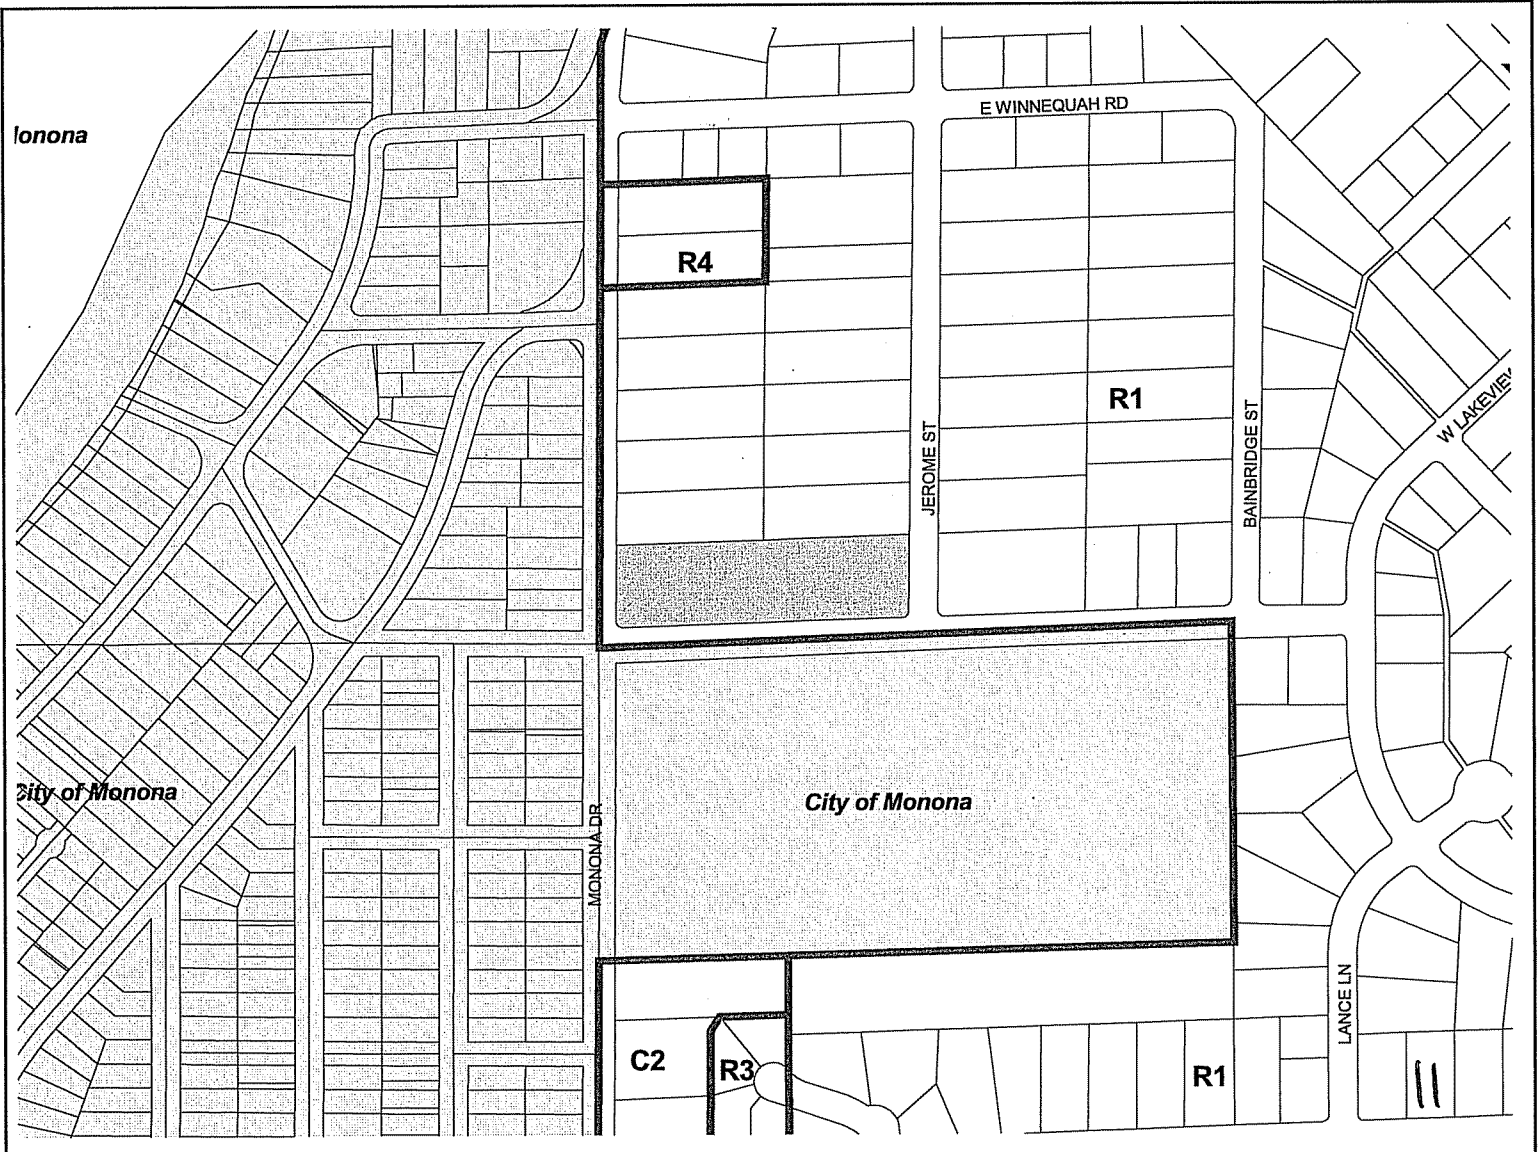 E WINNEQUAH RD
lonona
R4
R1
W LAKEVIEW
JEROME ST
BAINBRIDGE ST
City of Monona
City of Monona
MONONA DR
LANCE LN
C2
R3
R1
11